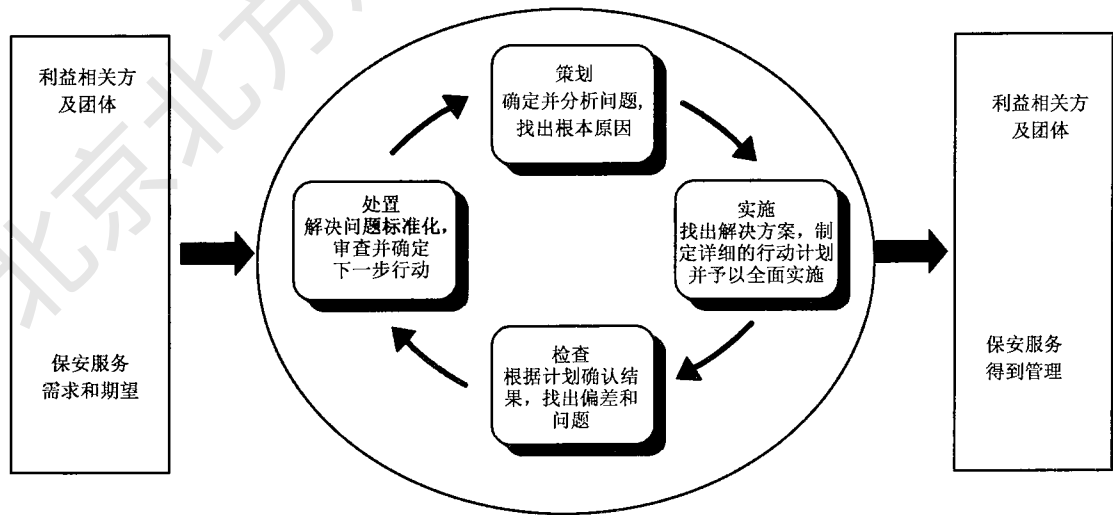 利益相关方
及团体
保安服务
需求和期望
策划
确定并分析问题,
找出根本原因
处置
解决问题标准化,
审查并确定
下一步行动
实施
找出解决方案，制
定详细的行动计划
并予以全面实施
检查
根据计划确认结
果，找出偏差和
问题
利益相关方
及团体
保安服务
得到管理
北京北方